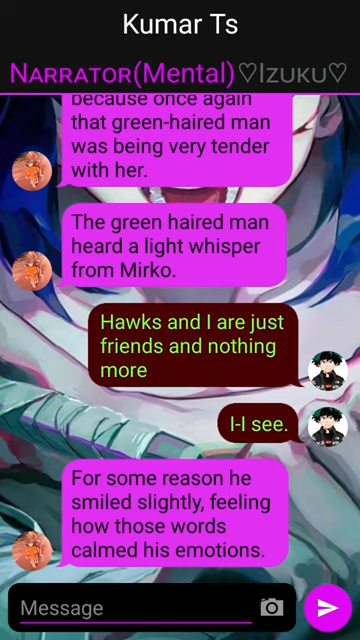 Kumar Ts
Narrator(Mental)♡Izuku♡
because once again
that green-haired man
was being very tender
with her.
The green haired man
heard a light whisper
from Mirko.
Hawks and I are just
friends and nothing
more
I-I see.
For some reason he
smiled slightly, feeling
how those words
calmed his emotions.
Message